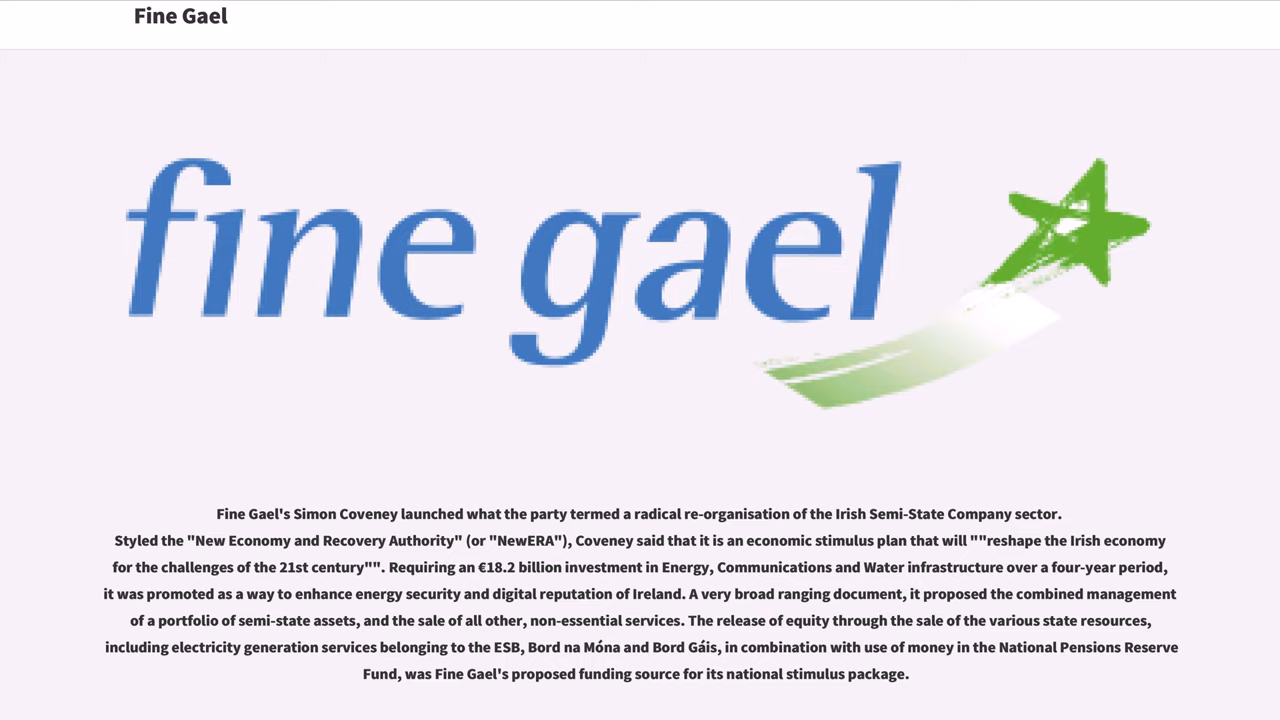 Fine Gael
fine gael
Fine Gael's Simon Coveney launched what the party termed a radical re-organisation of the Irish Semi-State Company sector.
Styled the "New Economy and Recovery Authority" (or "NewERA"), Coveney said that it is an economic stimulus plan that will ""reshape the Irish economy
for the challenges of the 21st century"". Requiring an €18.2 billion investment in Energy, Communications and Water infrastructure over a four-year period,
it was promoted as a way to enhance energy security and digital reputation of Ireland. A very broad ranging document, it proposed the combined management
of a portfolio of semi-state assets, and the sale of all other, non-essential services. The release of equity through the sale of the various state resources,
including electricity generation services belonging to the ESB, Bord na Móna and Bord Gáis, in combination with use of money in the National Pensions Reserve
Fund, was Fine Gael's proposed funding source for its national stimulus package.